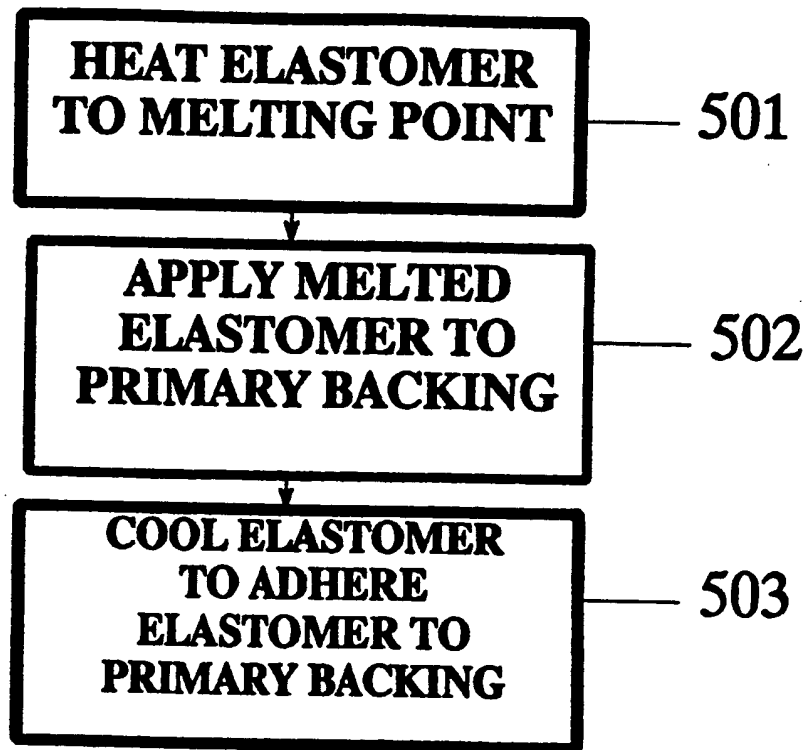 HEAT ELASTOMER
TO MELTING POINT
501
APPLY MELTED
ELASTOMER TO
PRIMARY BACKING
502
COOL ELASTOMER
TO ADHERE
ELASTOMER TO
PRIMARY BACKING
503